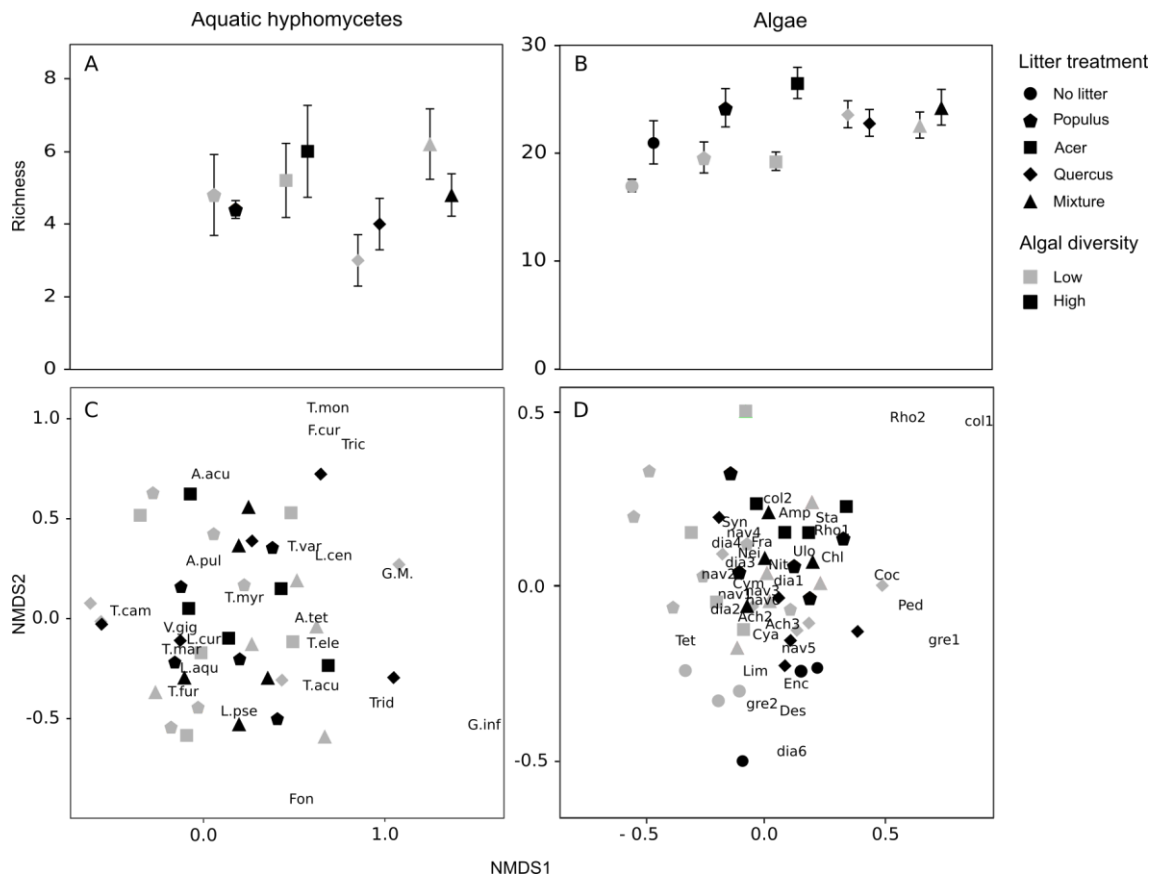 Aquatic hyphomycetes
Algae
A
8
6
4
2
0
Richness
B
30
20
10
0
Litter treatment
No litter
Populus
Acer
Quercus
Mixture
Algal diversity
Low
High
C
T.mon
F.cur
Tric
A.acu
T.var
L.cen
A.pul
G.M.
T.myr
T.cam
A.tet
V.gig
L.cur
T.ele
T.mar
L.aqu
T.acu
T.fur
Trid
L.pse
G.inf
Fon
1.0
0.5
0.0
-0.5
NMDS2
0.0
1.0
D
Rho2
col1
col2
Amp
Sta
Syn
Rho1
nav4
Fra
dia4
Nei
Ulo
dia3
Nit
Chl
nav2
Coc
Cym
dia1
nav1
nav3
nav6
Ped
dia2
Ach2
Ach3
Cya
gre1
Tet
nav5
Lim
Enc
gre2
Des
dia6
0.5
0.0
-0.5
- 0.5
0.0
0.5
NMDS1